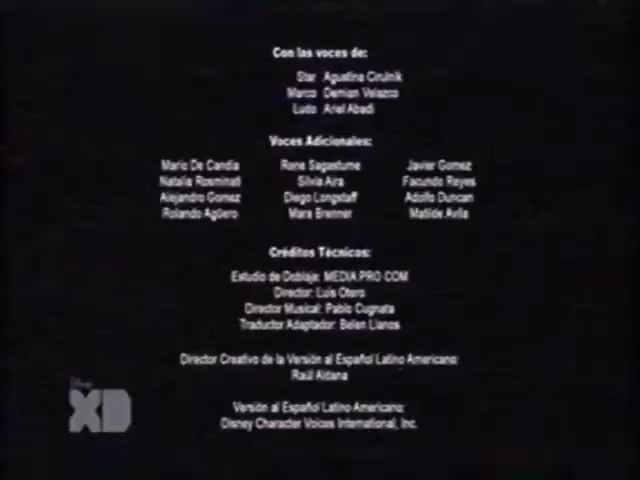 Con las voces de:
Star Agustina Cirulnik
Marco Demian Velazco
Ludo Ariel Abadi
Voces Adicionales:
Mario De Candia Rene Sagastume Javier Gomez
Natalia Rosminati Silvia Aira Facundo Reyes
Alejandro Gomez Diego Longstaff Adolfo Duncan
Rolando Agüero Mara Brenner Matilde Avila
Créditos Técnicos:
Estudio de Doblaje: MEDIA PRO COM
Director: Luis Otero
Director Musical: Pablo Cugnata
Traductor Adaptador: Belen Llanos
Director Creativo de la Versión al Español Latino Americano:
Raúl Aldana
Disney
XD
Versión al Español Latino Americano:
Disney Character Voices International, Inc.